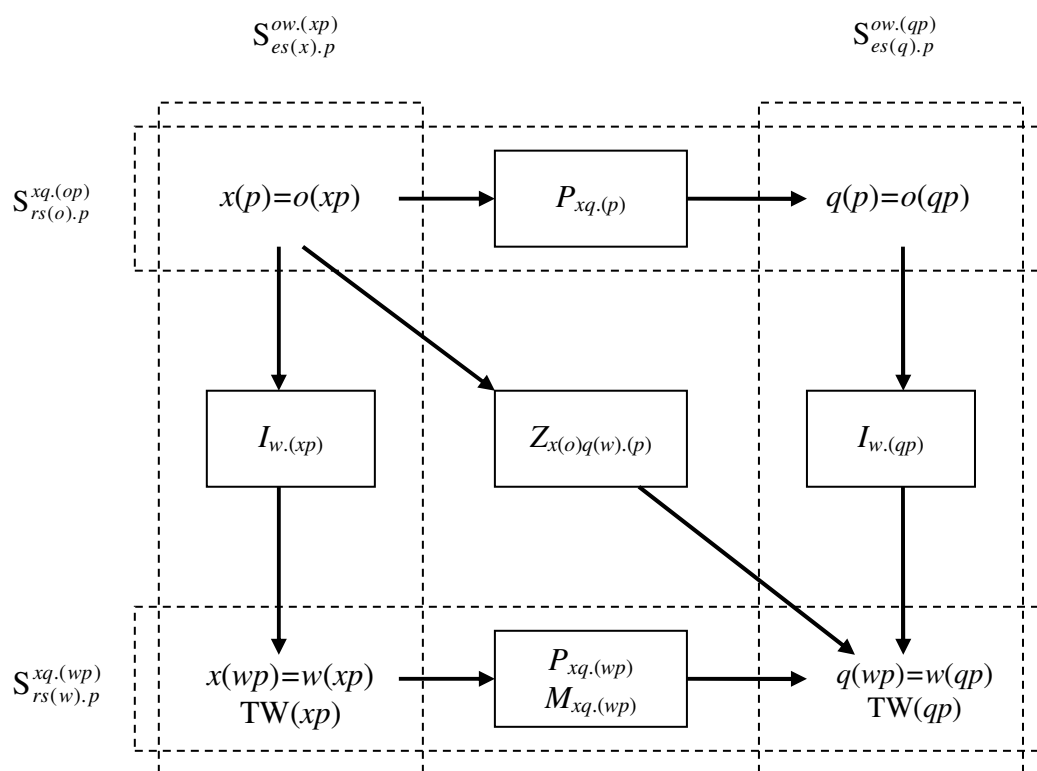 S^{ow.(xp)}_{es(x).p}
S^{ow.(qp)}_{es(q).p}
S^{xq.(op)}_{rs(o).p}
x(p)=o(xp)
P_{xq.(p)}
q(p)=o(qp)
I_{w.(xp)}
Z_{x(o)q(w).(p)}
I_{w.(qp)}
S^{xq.(wp)}_{rs(w).p}
x(wp)=w(xp)
TW(xp)
P_{xq.(wp)}
M_{xq.(wp)}
q(wp)=w(qp)
TW(qp)